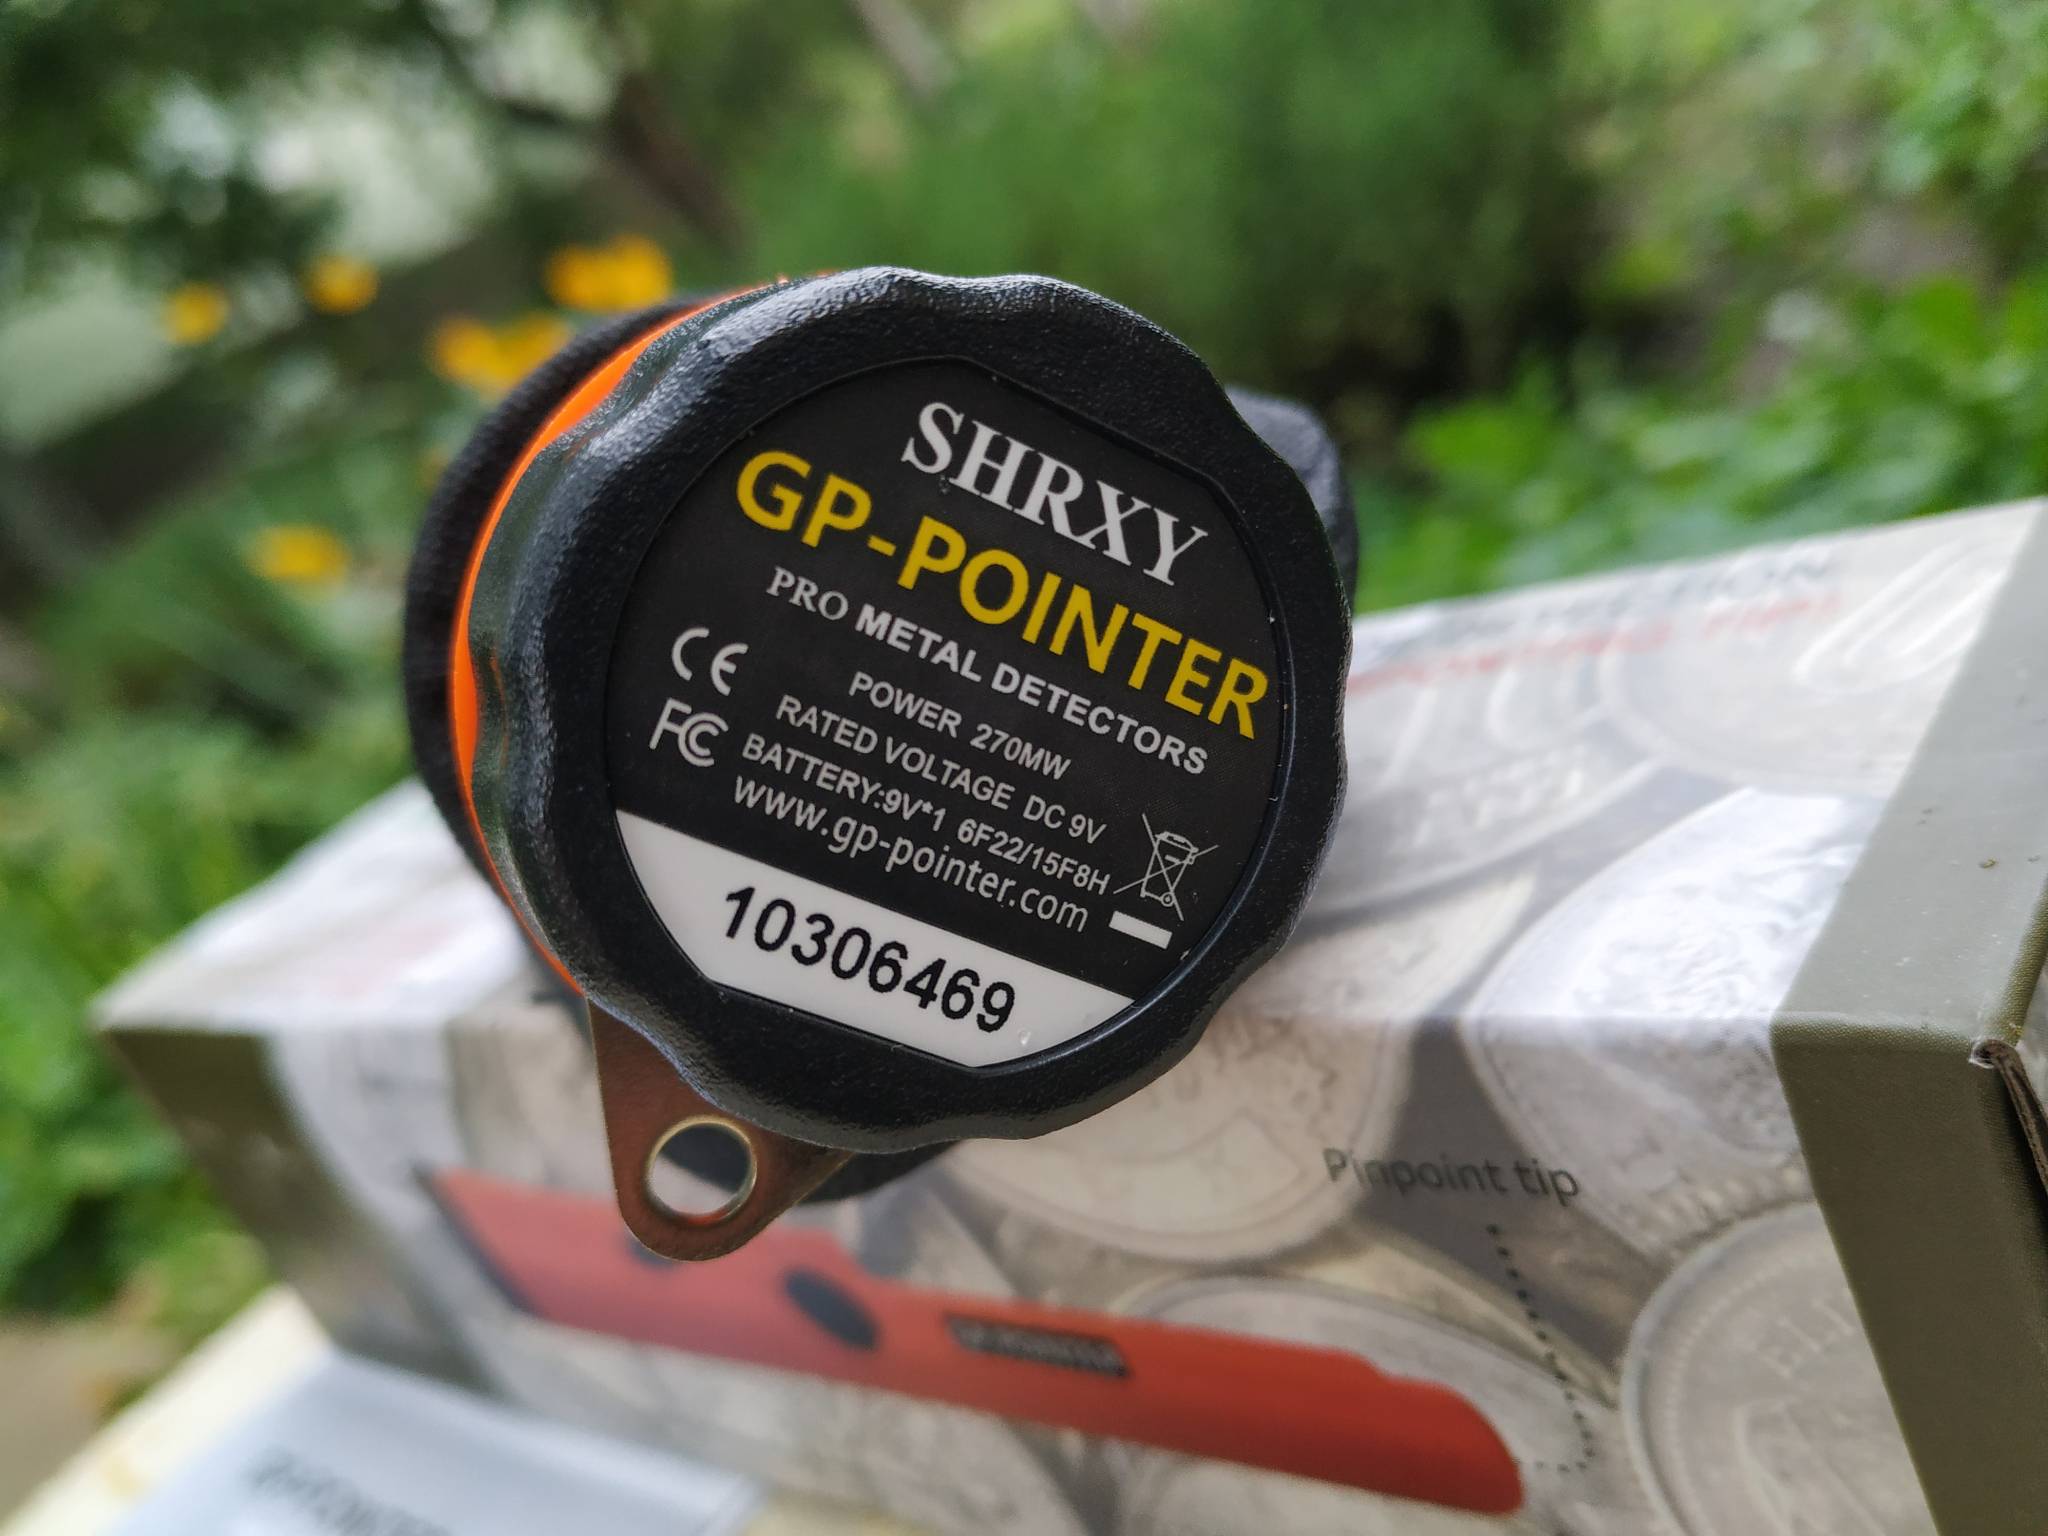 SHRXY
GP-POINTER
PRO METAL DETECTORS
CE
POWER 270MW
FC
RATED VOLTAGE DC 9V
BATTERY:9V*1 6F22/15F8H
www.gp-pointer.com
10306469
Pinpoint tip